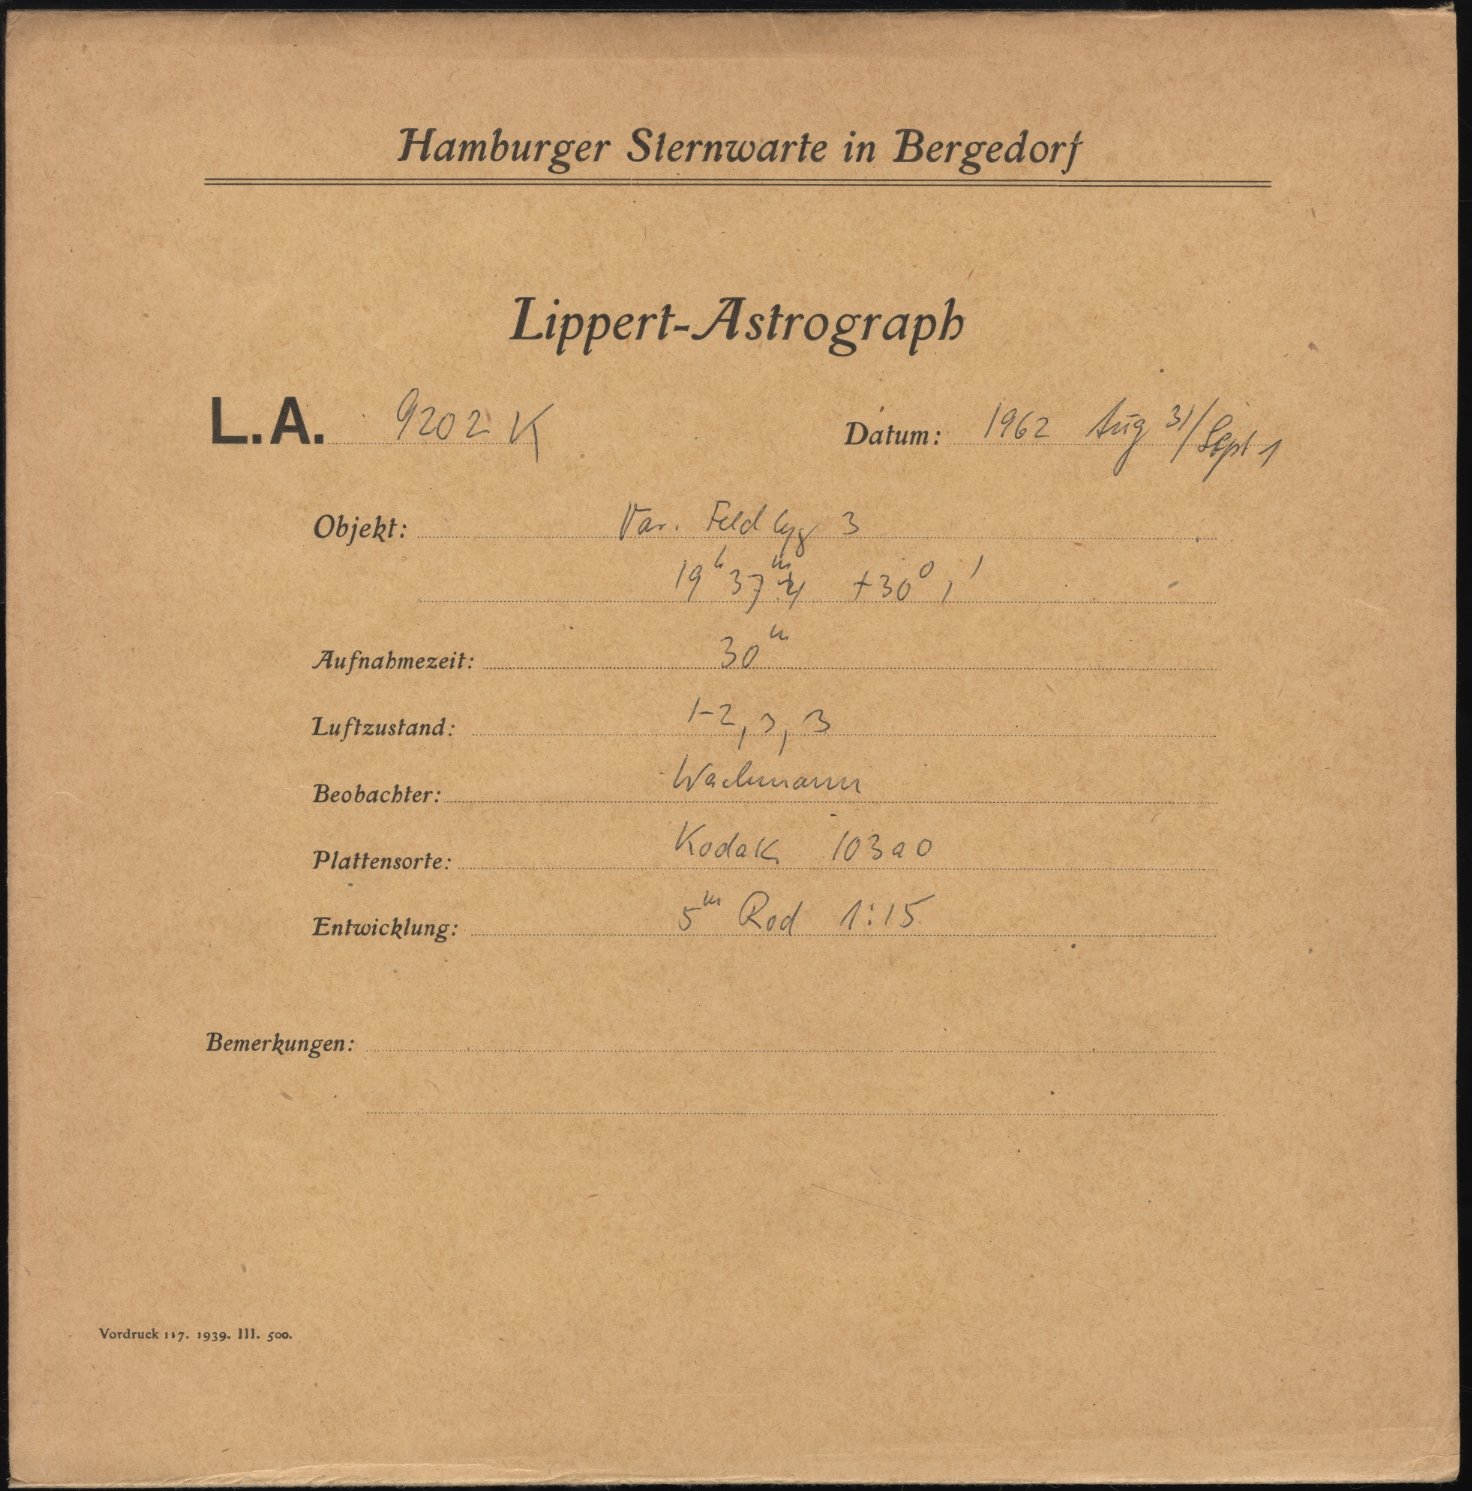 Hamburger Sternwarte in Bergedorf
Lippert-Astrograph
L.A. 9202 K Datum: 1962 Aug 31/Sept 1
Objekt: Var. Feld Cyg 3
19h 37m 4 +30° 1'
Aufnahmezeit: 30m
Luftzustand: 1-2, 3, 3
Beobachter: Wachmann
Plattensorte: Kodak 103a0
Entwicklung: 5m Rod 1:15
Bemerkungen:
Vordruck 117. 1939. III. 500.